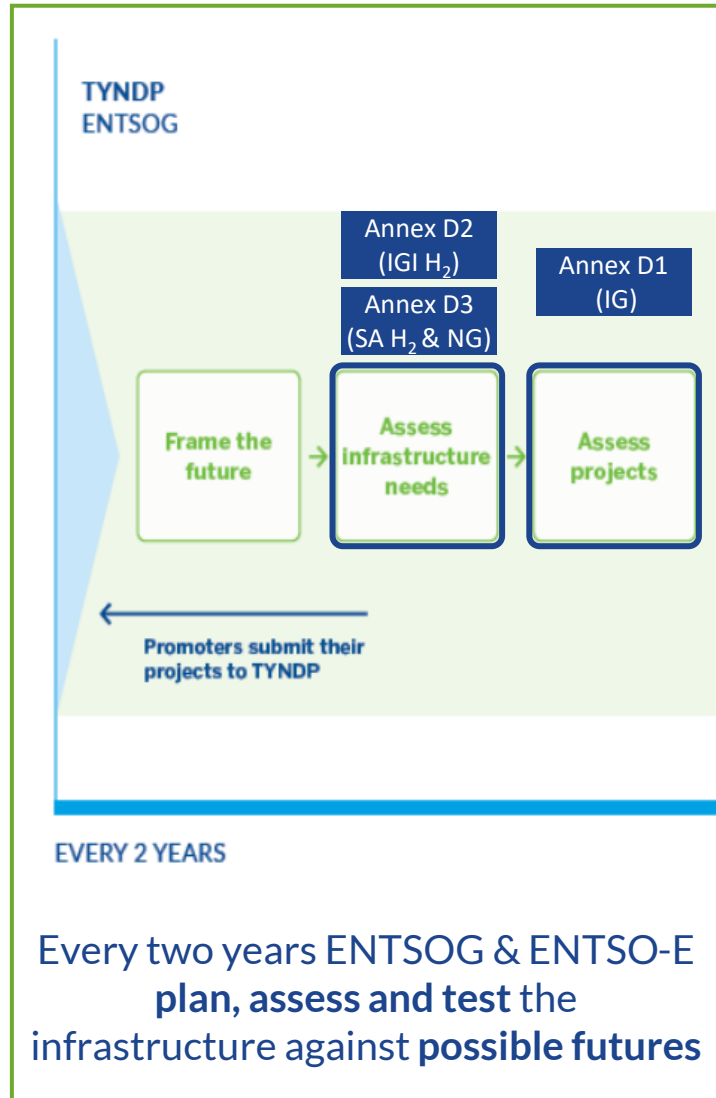 TYNDP
ENTSOG
Annex D2
(IGI H₂)
Annex D3
(SA H₂ & NG)
Annex D1
(IG)
Frame the
future
→
Assess
infrastructure
needs
→
Assess
projects
Promoters submit their
projects to TYNDP
EVERY 2 YEARS
Every two years ENTSOG & ENTSO-E
plan, assess and test the
infrastructure against possible futures